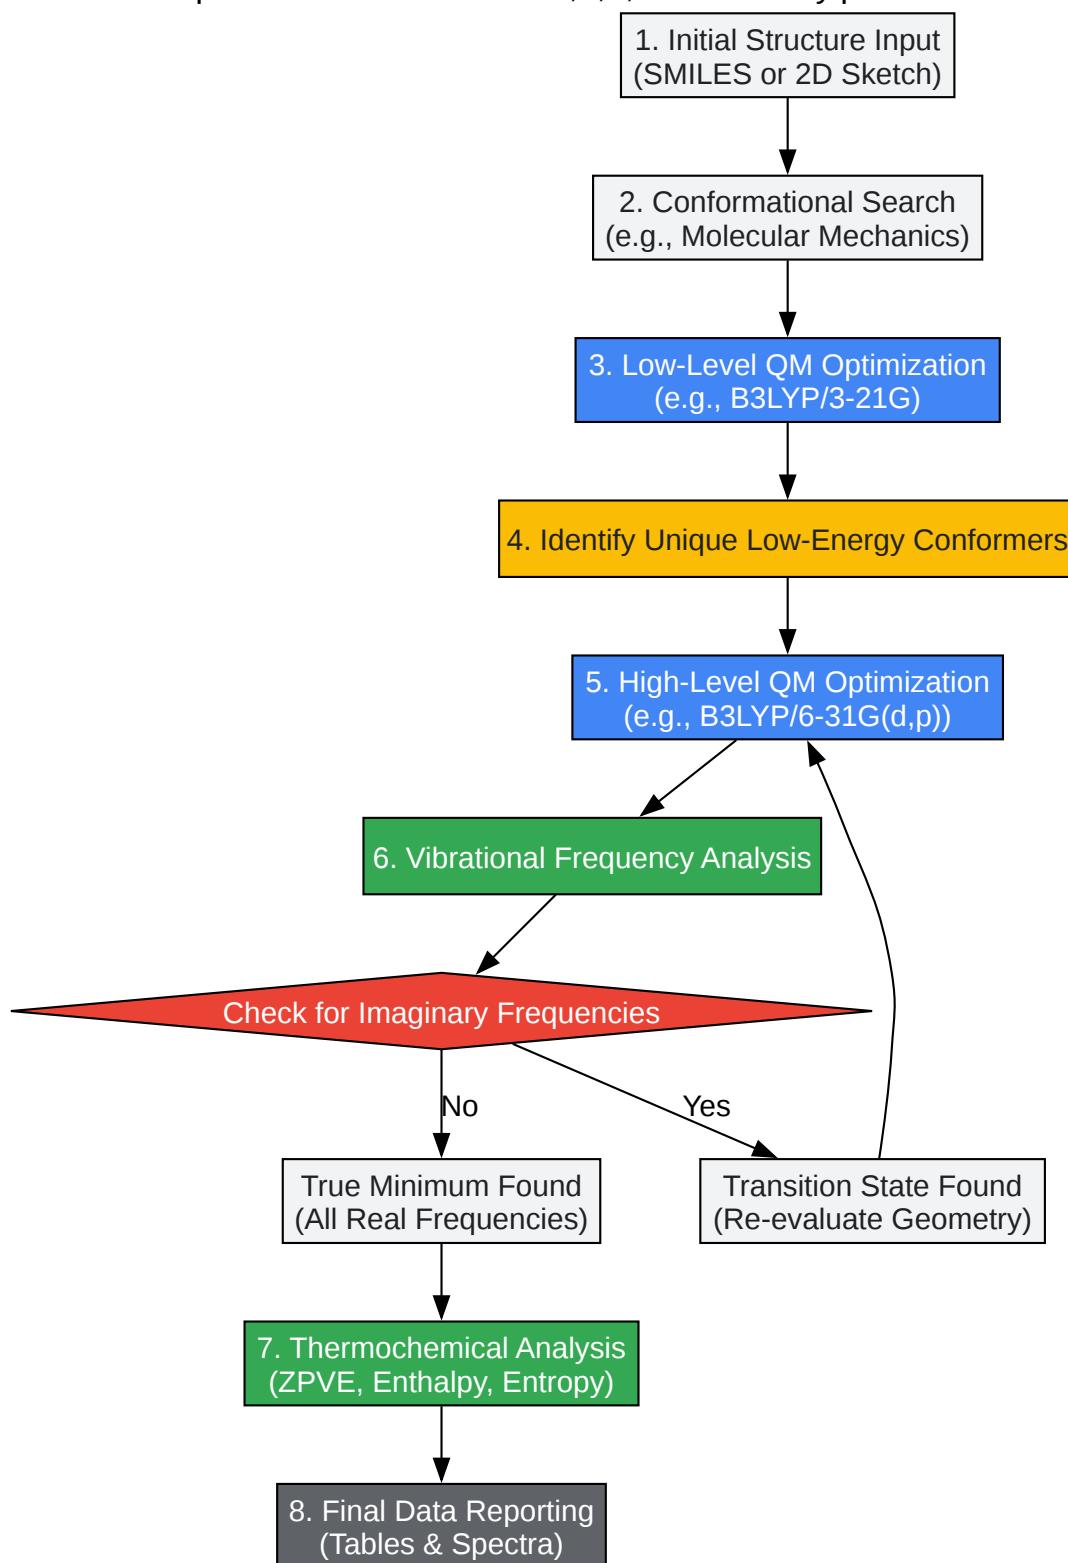 1. Initial Structure Input
(SMILES or 2D Sketch)
2. Conformational Search
(e.g., Molecular Mechanics)
3. Low-Level QM Optimization
(e.g., B3LYP/3-21G)
4. Identify Unique Low-Energy Conformers
5. High-Level QM Optimization
(e.g., B3LYP/6-31G(d,p))
6. Vibrational Frequency Analysis
Check for Imaginary Frequencies
No
Yes
True Minimum Found
(All Real Frequencies)
Transition State Found
(Re-evaluate Geometry)
7. Thermochemical Analysis
(ZPVE, Enthalpy, Entropy)
8. Final Data Reporting
(Tables & Spectra)